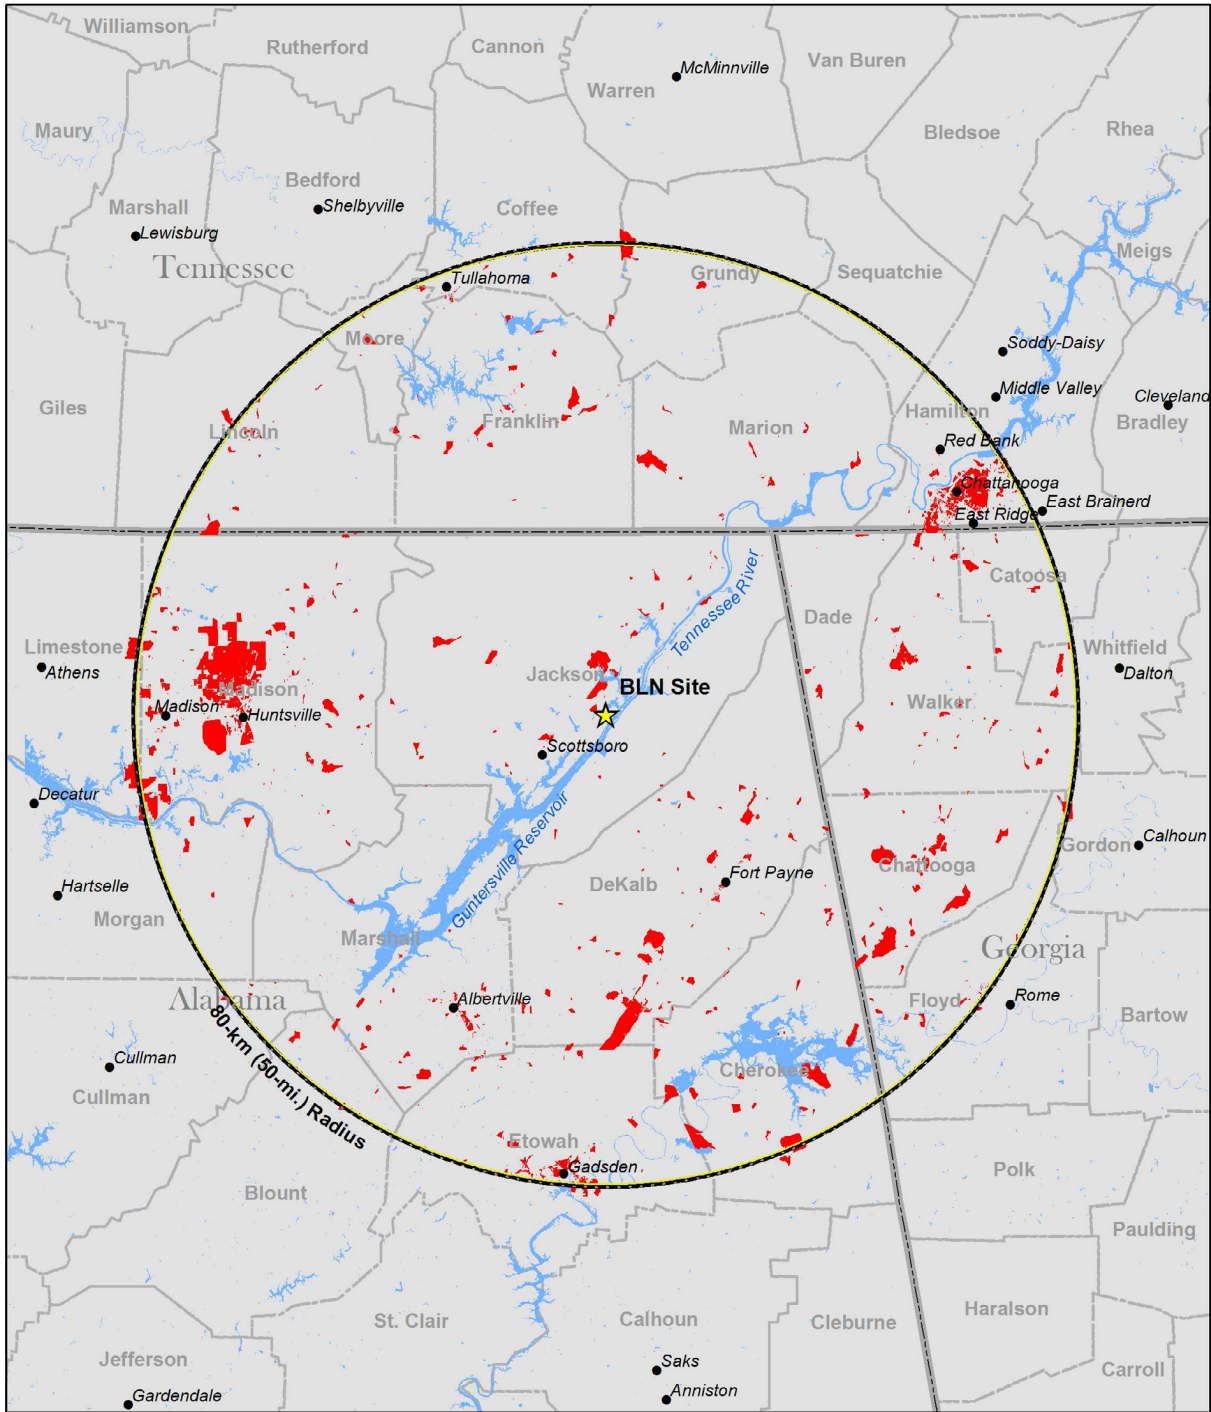 Williamson
Rutherford
Cannon
Van Buren
McMinnville
Warren
Maury
Bledsoe
Rhea
Bedford
Marshall
Shelbyville
Coffee
Lewisburg
Meigs
Tennessee
Grundy
Sequatchie
Tullahoma
Moore
Soddy-Daisy
Middle Valley
Cleveland
Giles
Hamilton
Lincoln
Franklin
Marion
Bradley
Red Bank
Chattanooga
East Brainerd
East Ridge
Tennessee River
Catoosa
Dade
Limestone
Whitfield
Athens
Jackson
Dalton
BLN Site
Madison
Walker
Madison
Huntsville
Scottsboro
Decatur
Guntersville Reservoir
Calhoun
Gordon
Chattooga
Fort Payne
DeKalb
Hartselle
Morgan
Marshall
Georgia
Alabama
Albertville
Floyd
Rome
Bartow
80-km (50-mi.) Radius
Cullman
Cherokee
Cullman
Etowah
Gadsden
Polk
Blount
Paulding
Haralson
St. Clair
Calhoun
Cleburne
Jefferson
Saks
Carroll
Gardendale
Anniston